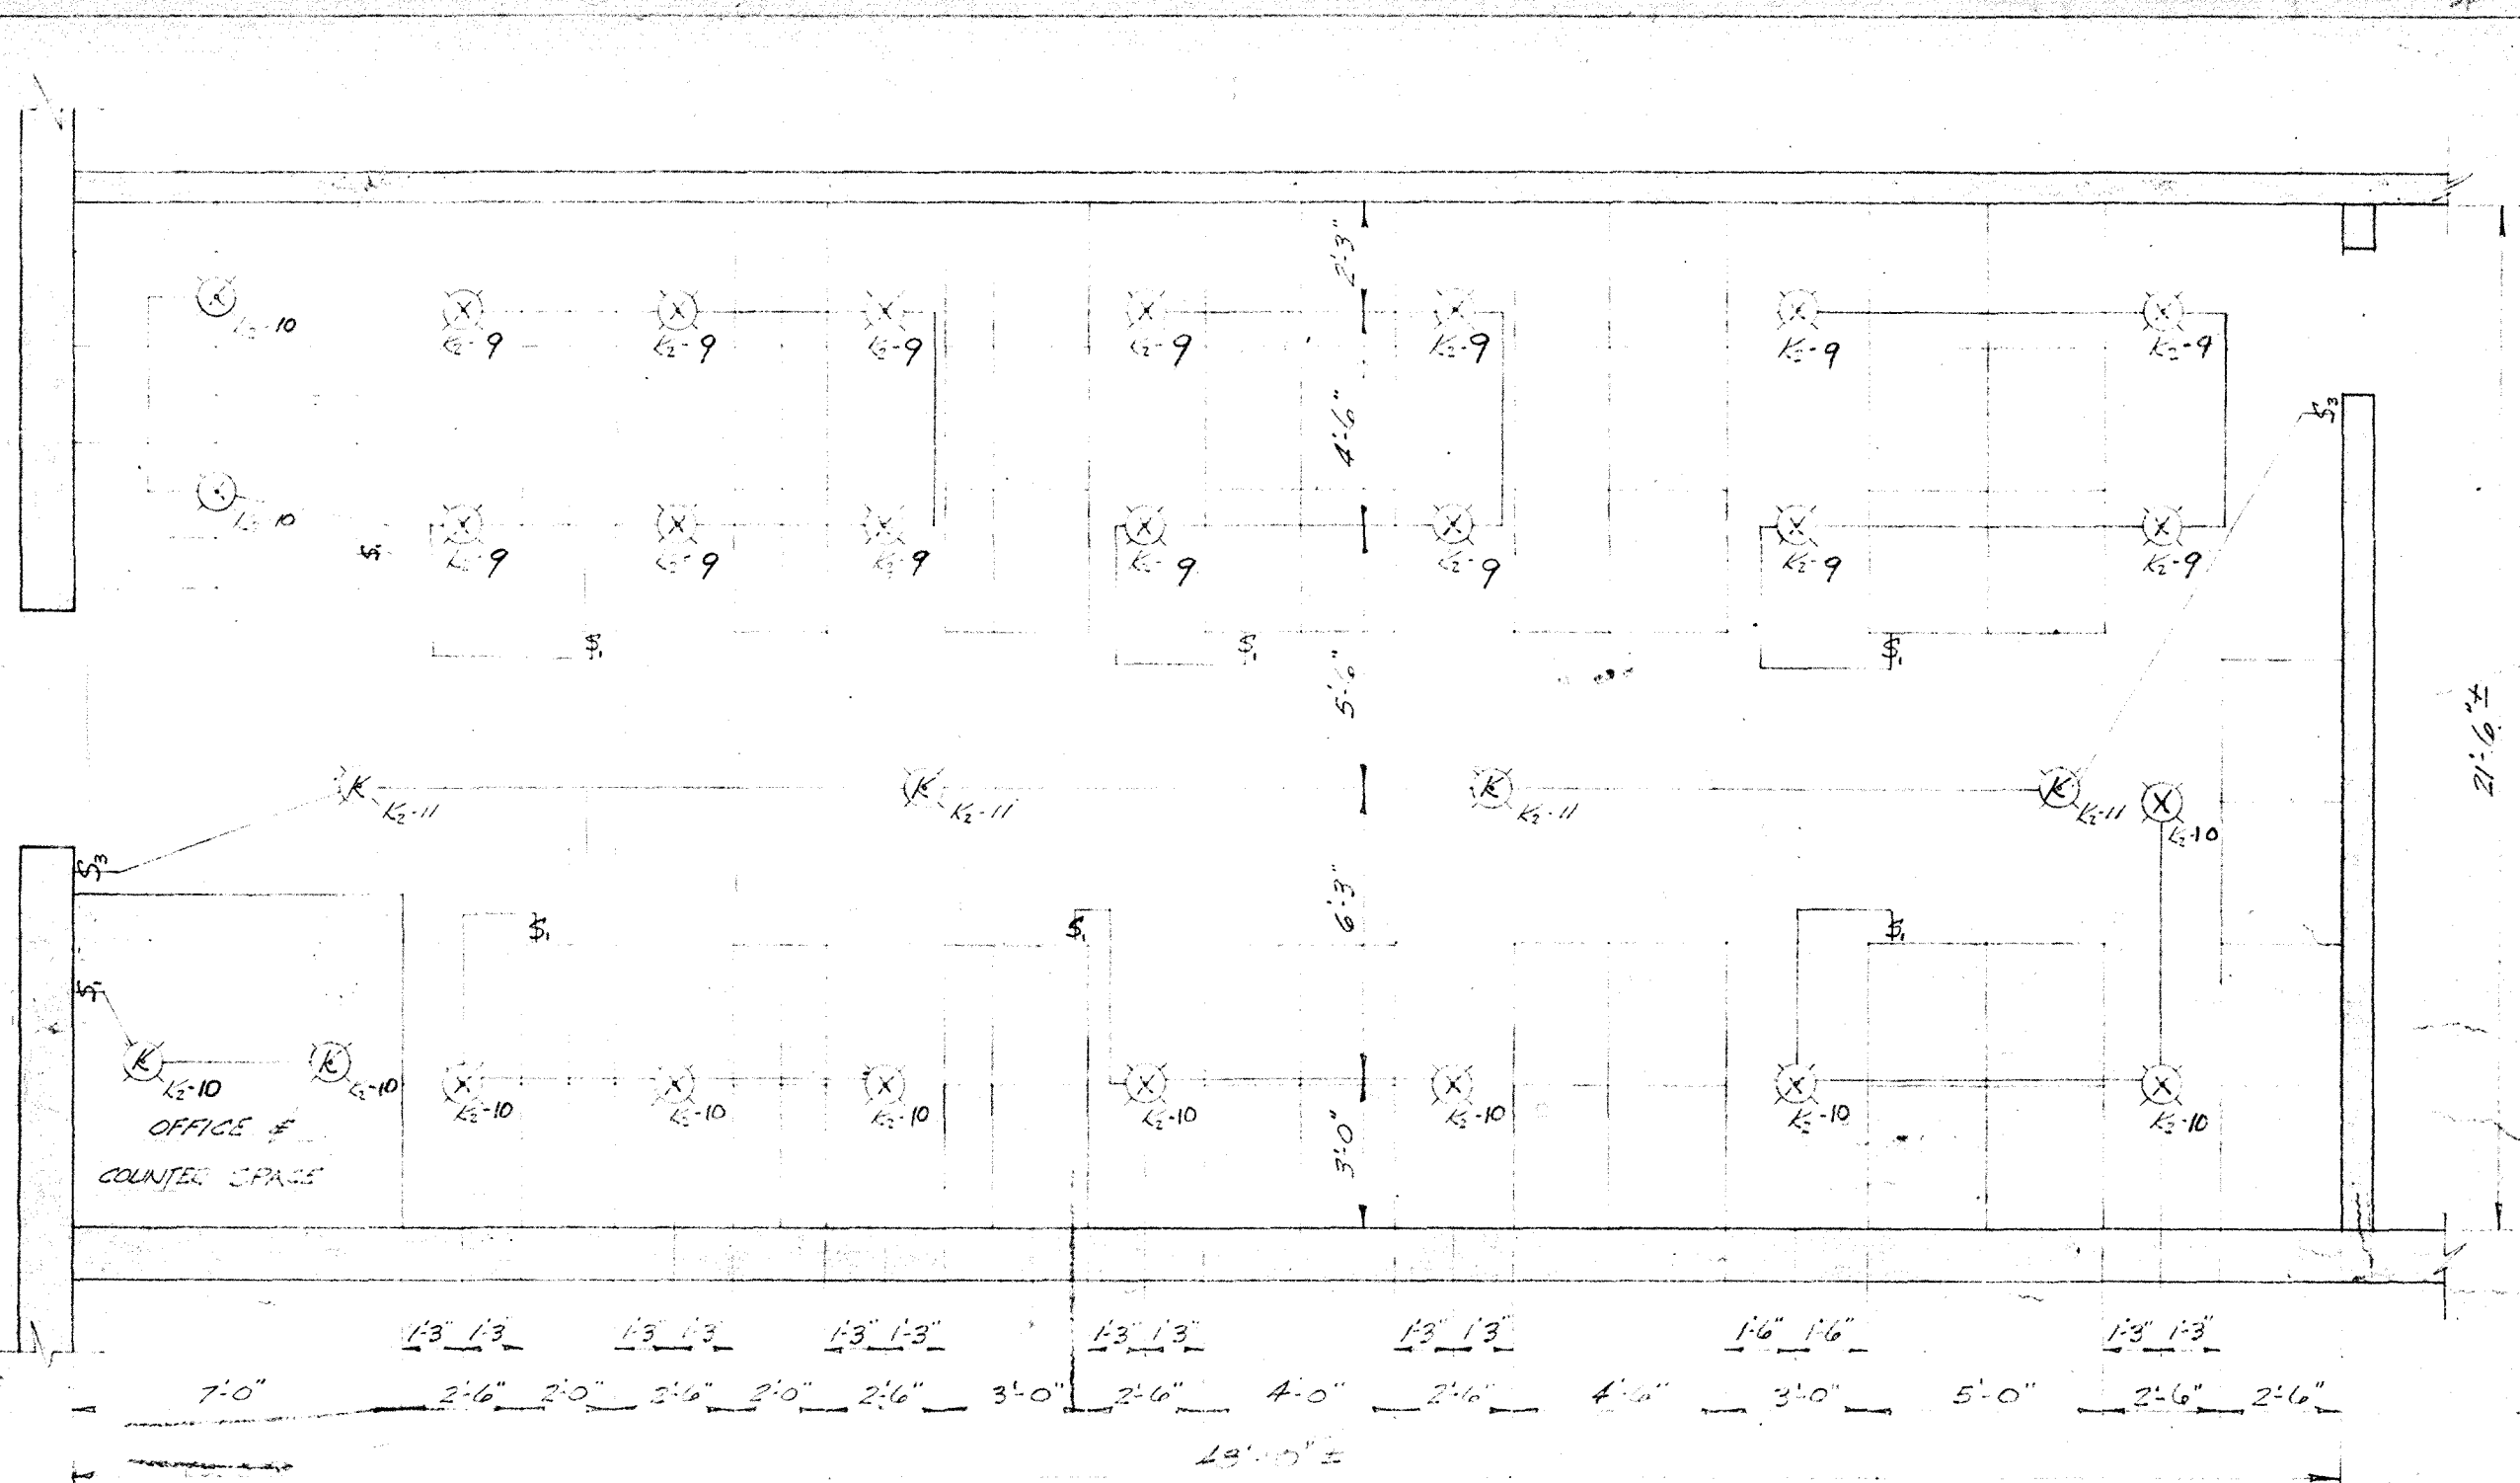 2'-3"
K2-10
K2-9 K2-9 K2-9 K2-9 K2-9 K2-9 K2-9
$3
4'-6"
K2-10
$1
K2-9 K2-9 K2-9 K2-9 K2-9 K2-9 K2-9
$1 $1 $1
5'-6"
21'-6"±
K K K K X
K2-11 K2-11 K2-11 K2-11 K2-10
$3
6'-3"
$1 $1 $1
$1
K K
K2-10 K2-10 K2-10 K2-10 K2-10 K2-10 K2-10 K2-10 K2-10
OFFICE &
COUNTER SPACE
3'-0"
1'-3" 1'-3" 1'-3" 1'-3" 1'-3" 1'-3" 1'-3" 1'-3" 1'-3" 1'-3" 1'-6" 1'-6" 1'-3" 1'-3"
7'-0" 2'-6" 2'-0" 2'-6" 2'-0" 2'-6" 3'-0" 2'-6" 4'-0" 2'-6" 4'-6" 3'-0" 5'-0" 2'-6" 2'-6"